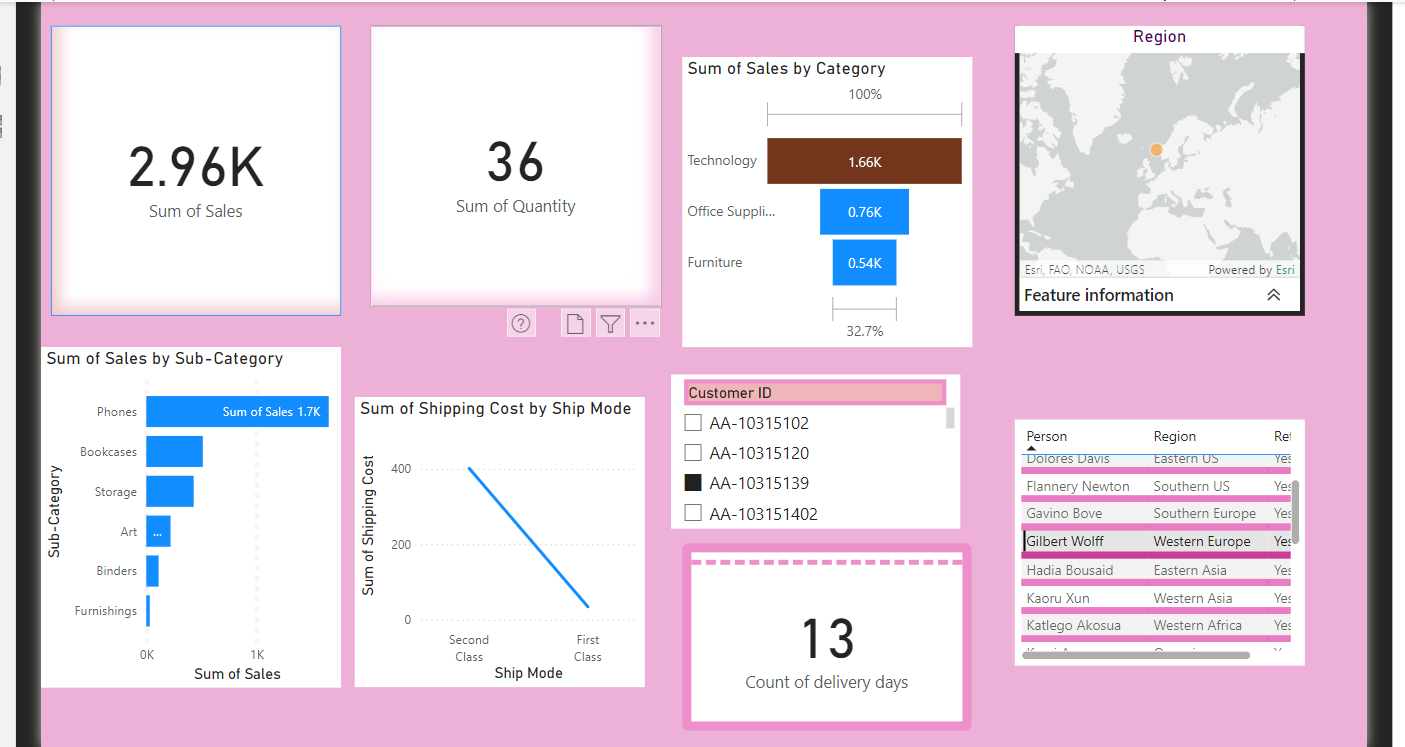 2.96K
Sum of Sales
36
Sum of Quantity
Sum of Sales by Category
100%
Technology
1.66K
Office Suppli...
0.76K
Furniture
0.54K
32.7%
Region
Esri, FAO, NOAA, USGS
Powered by Esri
Feature information
Sum of Sales by Sub-Category
Sub-Category
Phones
Sum of Sales 1.7K
Bookcases
Storage
Art
...
Binders
Furnishings
0K
1K
Sum of Sales
Sum of Shipping Cost by Ship Mode
Sum of Shipping Cost
400
200
0
Second
Class
First
Class
Ship Mode
Customer ID
AA-10315102
AA-10315120
AA-10315139
AA-103151402
13
Count of delivery days
Person Region Ret
Dolores Davis Eastern US Yes
Flannery Newton Southern US Yes
Gavino Bove Southern Europe Yes
Gilbert Wolff Western Europe Yes
Hadia Bousaid Eastern Asia Yes
Kaoru Xun Western Asia Yes
Katlego Akosua Western Africa Yes